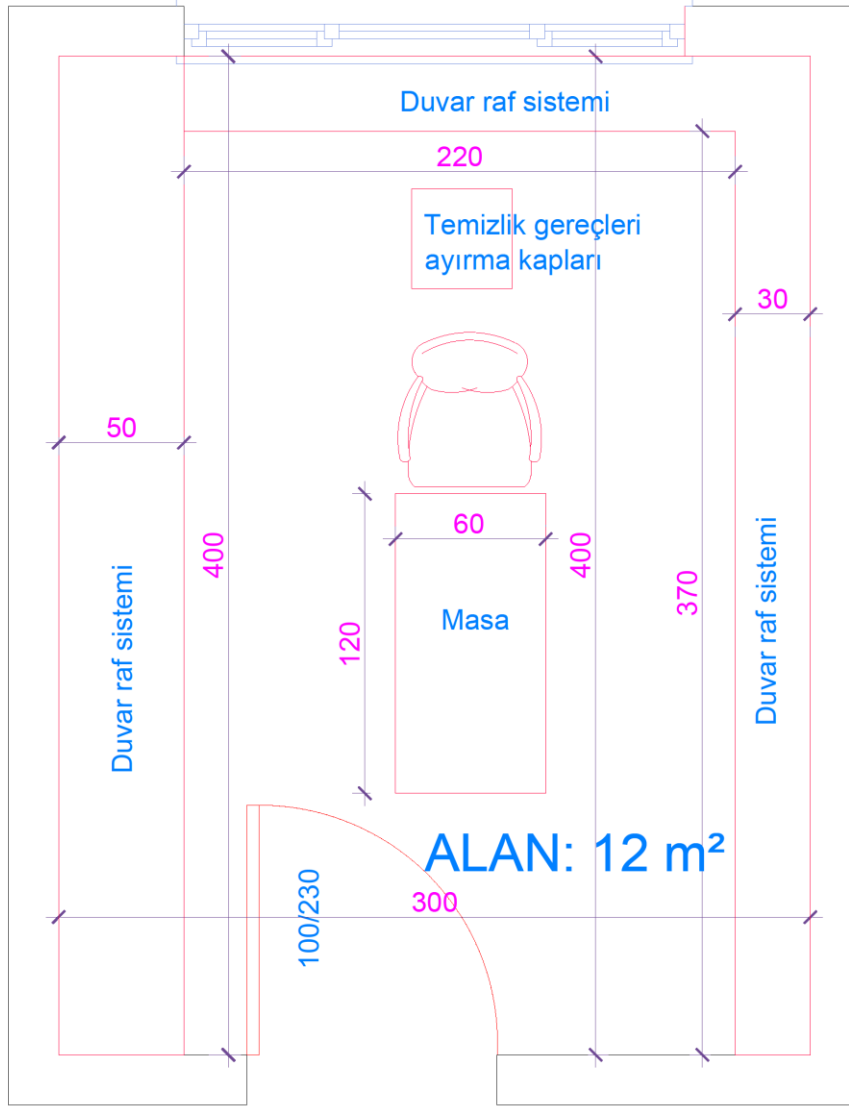 Duvar raf sistemi
220
Temizlik gereçleri
ayırma kapları
30
50
60
400
400
370
120
Masa
Duvar raf sistemi
Duvar raf sistemi
ALAN: 12 m²
100/230
300